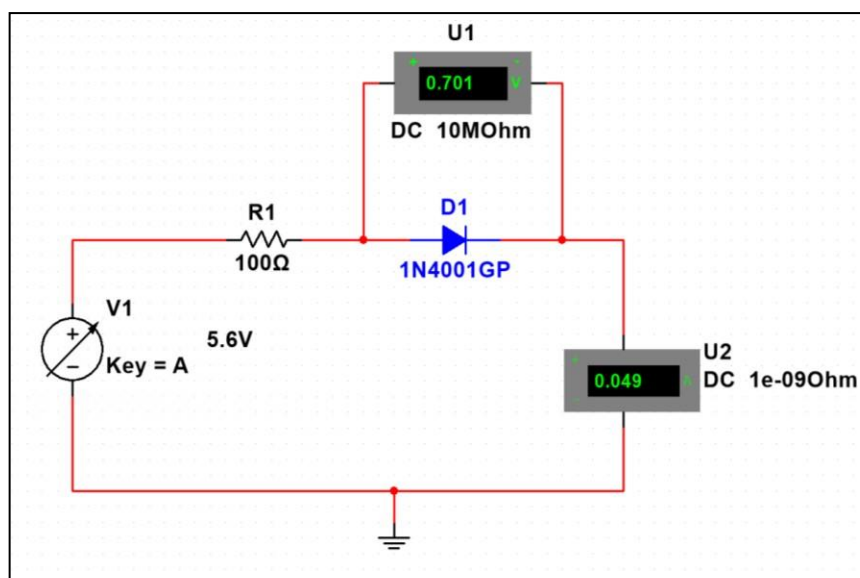 U1
+ -
0.701 V
DC 10MOhm
R1
100Ω
D1
1N4001GP
V1
+
−
Key = A
5.6V
U2
+
0.049 A
-
DC 1e-09Ohm